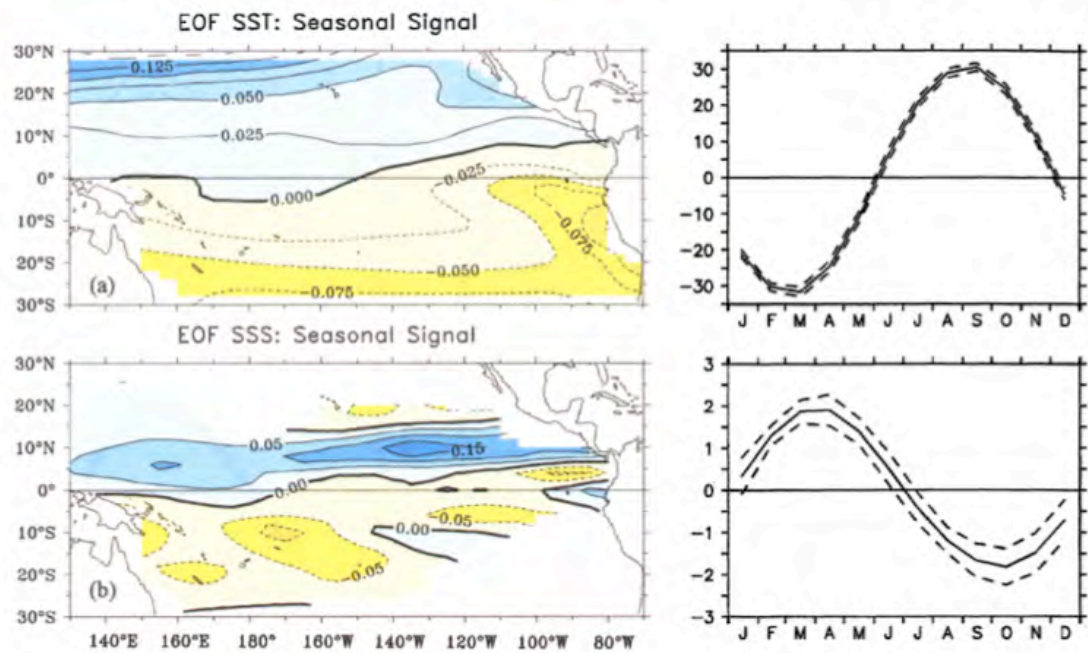 EOF SST: Seasonal Signal
30°N
20°N
10°N
0°
10°S
20°S
30°S
0.125
0.050
0.025
0.000
-0.025
-0.050
-0.075
-0.075
(a)
30
20
10
0
-10
-20
-30
J F M A M J J A S O N D
EOF SSS: Seasonal Signal
30°N
20°N
10°N
0°
10°S
20°S
30°S
0.05
0.15
0.00
-0.05
0.00
-0.05
(b)
140°E 160°E 180° 160°W 140°W 120°W 100°W 80°W
3
2
1
0
-1
-2
-3
J F M A M J J A S O N D